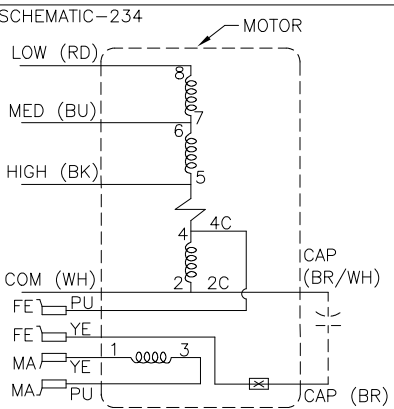 SCHEMATIC-234
MOTOR
LOW (RD)
8
MED (BU)
7
6
HIGH (BK)
5
4C
4
CAP
(BR/WH)
COM (WH)
2
2C
FE
PU
FE
YE
1
3
MA
YE
MA
PU
CAP (BR)